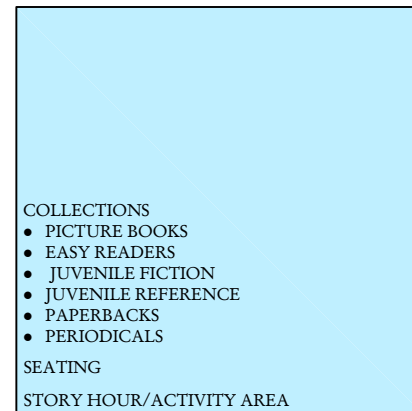 COLLECTIONS
● PICTURE BOOKS
● EASY READERS
● JUVENILE FICTION
● JUVENILE REFERENCE
● PAPERBACKS
● PERIODICALS
SEATING
STORY HOUR/ACTIVITY AREA